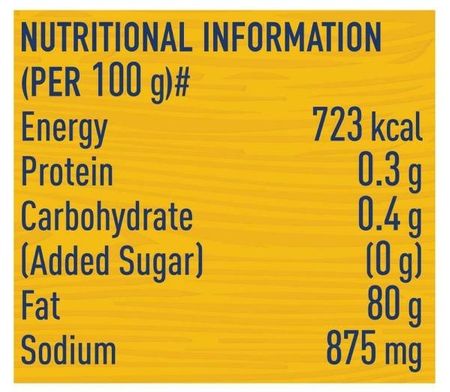 NUTRITIONAL INFORMATION
(PER 100 g)#
Energy 723 kcal
Protein 0.3 g
Carbohydrate 0.4 g
(Added Sugar) (0 g)
Fat 80 g
Sodium 875 mg